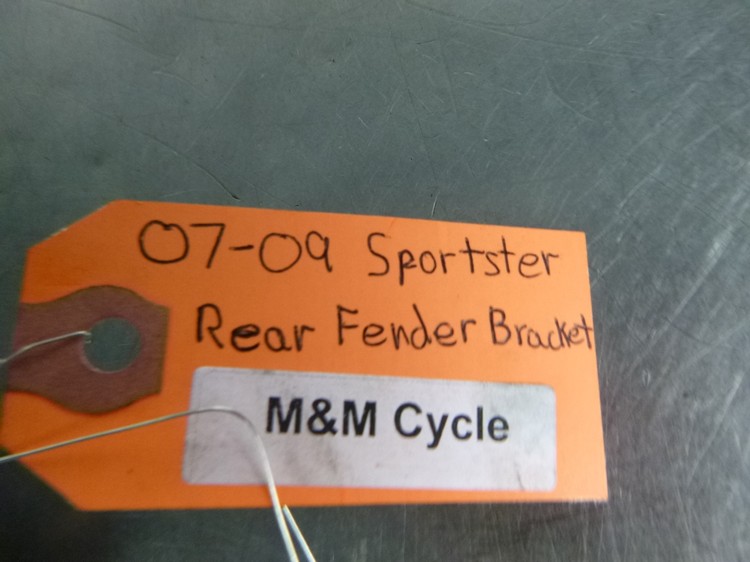 07-09 Sportster
Rear Fender Bracket
M&M Cycle